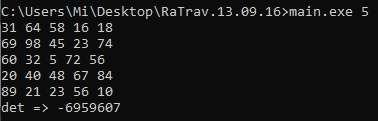 C:\Users\Mi\Desktop\RaTrav.13.09.16>main.exe 5
31 64 58 16 18
69 98 45 23 74
60 32 5 72 56
20 40 48 67 84
89 21 23 56 10
det => -6959607